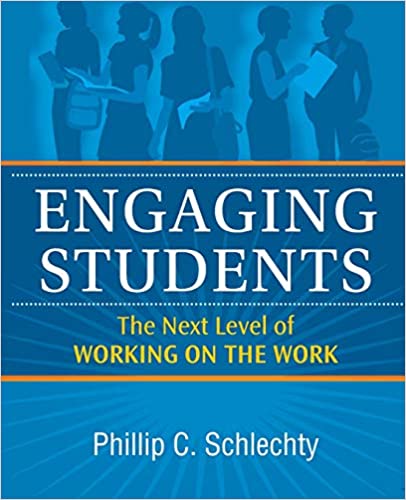 ENGAGING
STUDENTS
The Next Level of
WORKING ON THE WORK
Phillip C. Schlechty